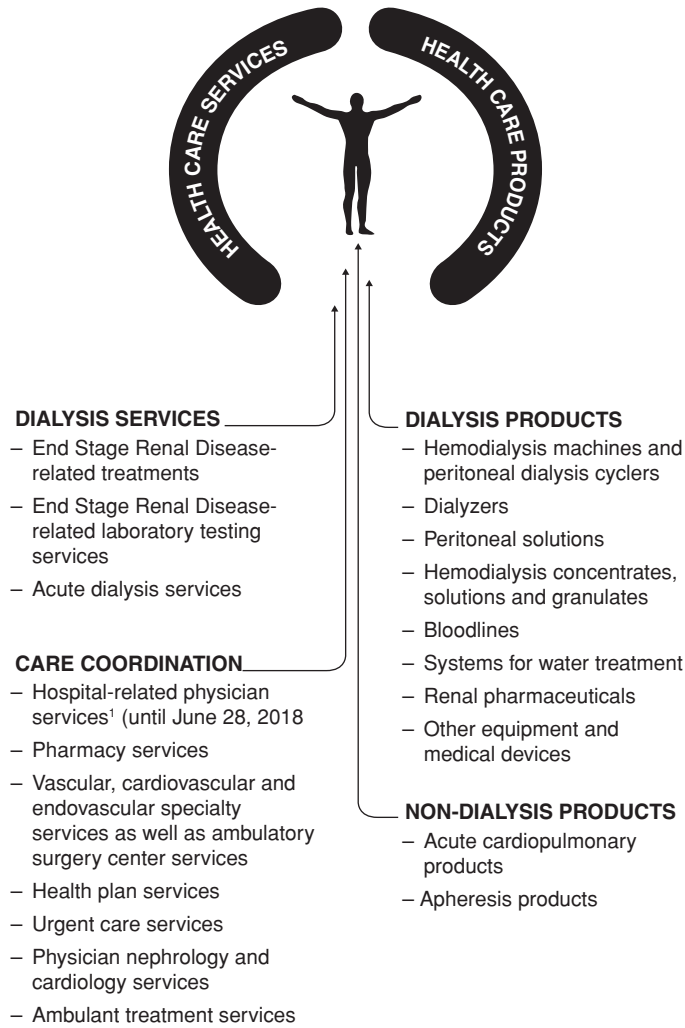 HEALTH CARE SERVICES
HEALTH CARE PRODUCTS
DIALYSIS SERVICES
– End Stage Renal Disease-
related treatments
– End Stage Renal Disease-
related laboratory testing
services
– Acute dialysis services
CARE COORDINATION
– Hospital-related physician
services¹ (until June 28, 2018
– Pharmacy services
– Vascular, cardiovascular and
endovascular specialty
services as well as ambulatory
surgery center services
– Health plan services
– Urgent care services
– Physician nephrology and
cardiology services
– Ambulant treatment services
DIALYSIS PRODUCTS
– Hemodialysis machines and
peritoneal dialysis cyclers
– Dialyzers
– Peritoneal solutions
– Hemodialysis concentrates,
solutions and granulates
– Bloodlines
– Systems for water treatment
– Renal pharmaceuticals
– Other equipment and
medical devices
NON-DIALYSIS PRODUCTS
– Acute cardiopulmonary
products
– Apheresis products